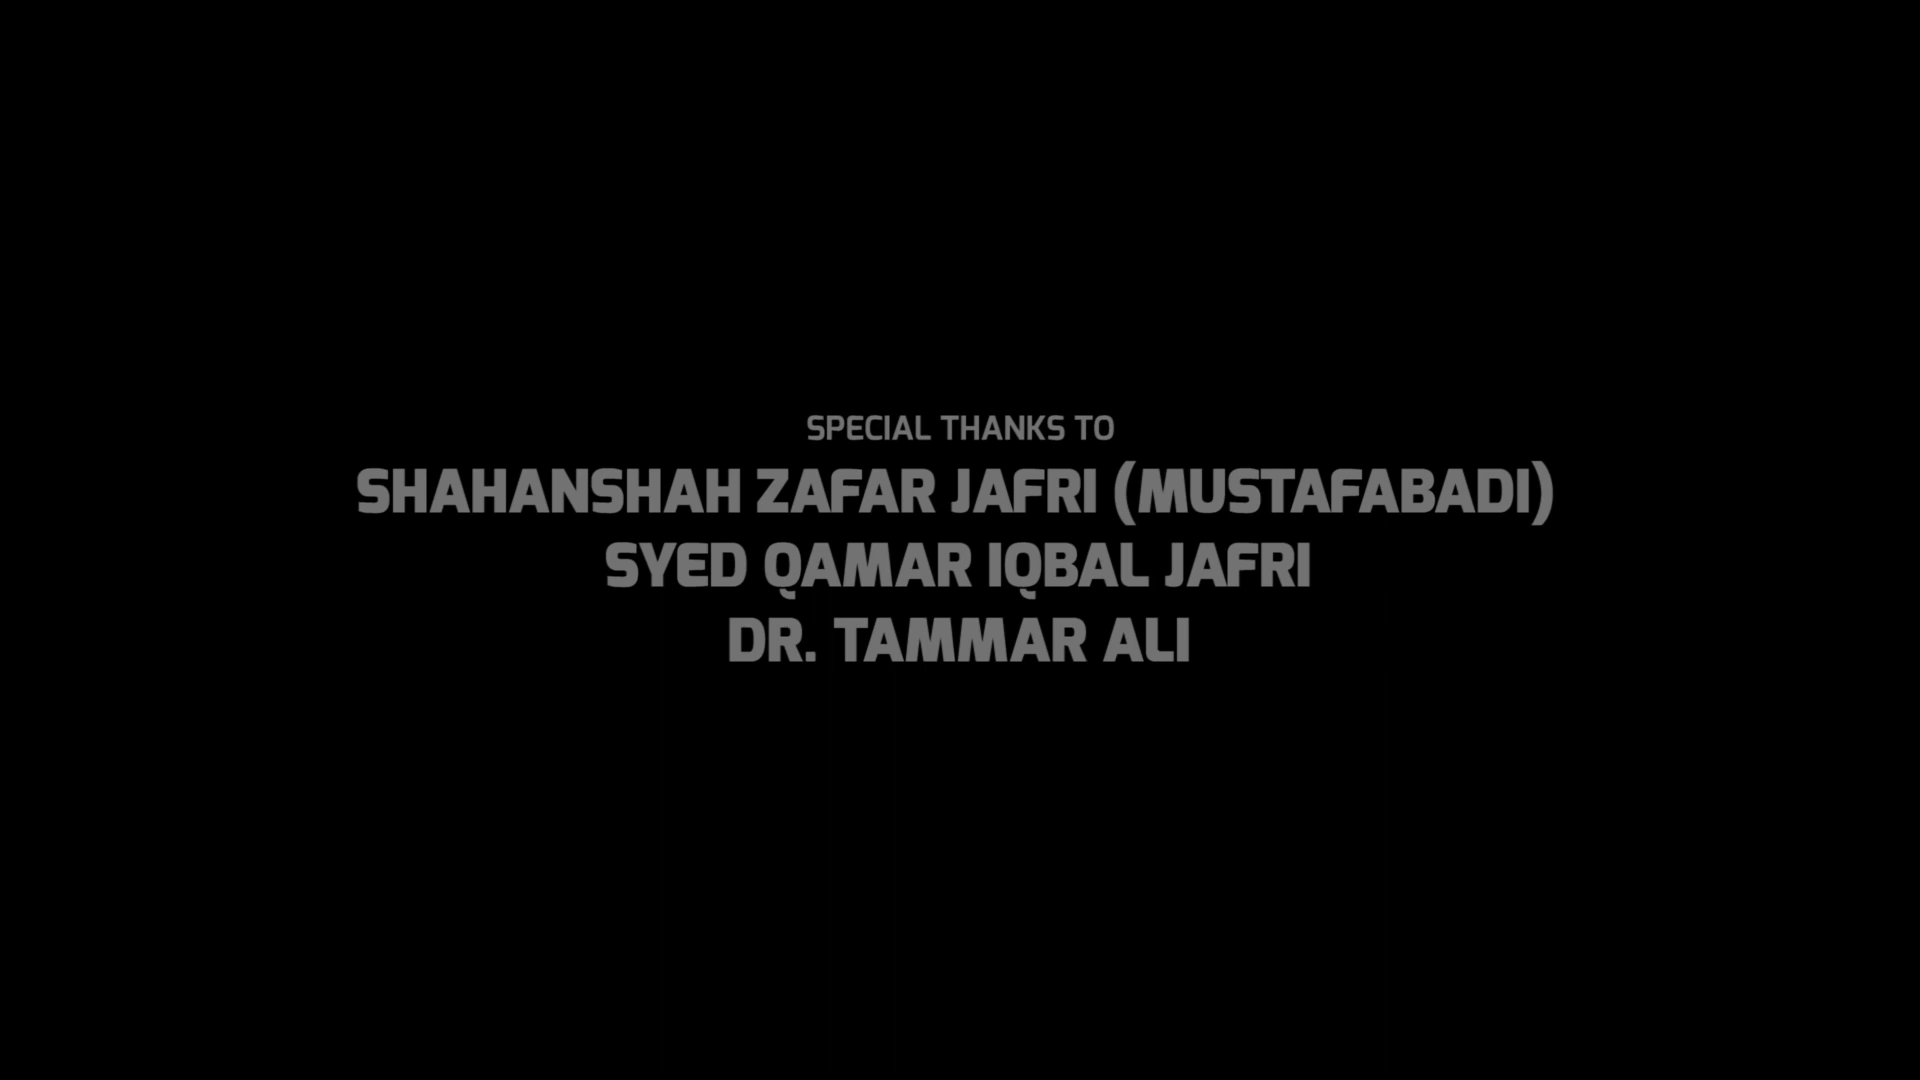 SPECIAL THANKS TO
SHAHANSHAH ZAFAR JAFRI (MUSTAFABADI)
SYED QAMAR IQBAL JAFRI
DR. TAMMAR ALI